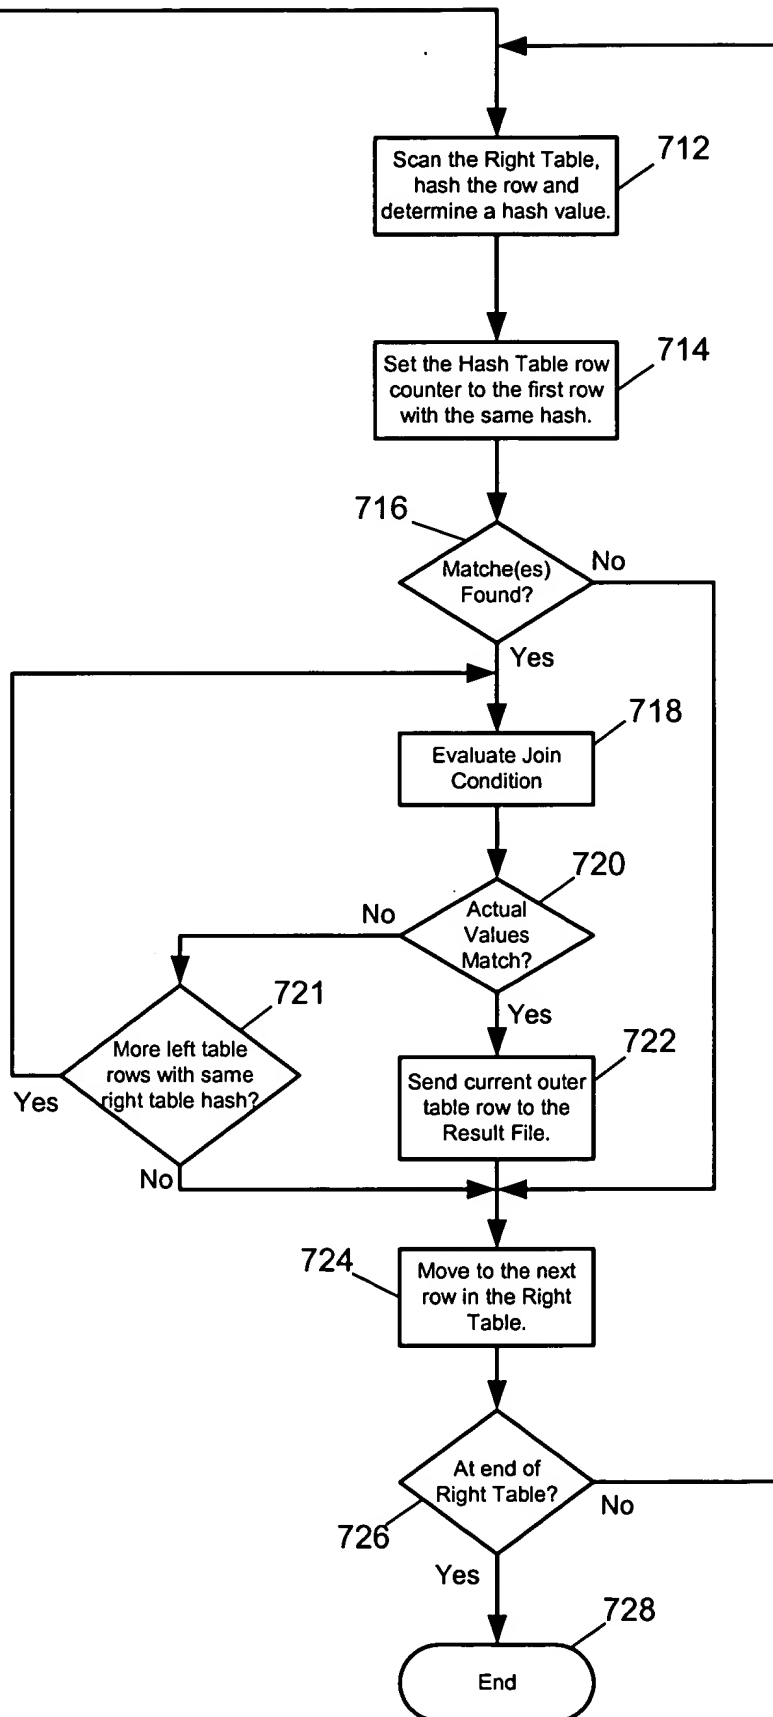 Scan the Right Table,
hash the row and
determine a hash value.
712
Set the Hash Table row
counter to the first row
with the same hash.
714
716
Matche(es)
Found?
No
Yes
718
Evaluate Join
Condition
720
Actual
Values
Match?
No
Yes
721
More left table
rows with same
right table hash?
Yes
No
722
Send current outer
table row to the
Result File.
724
Move to the next
row in the Right
Table.
At end of
Right Table?
726
No
Yes
728
End